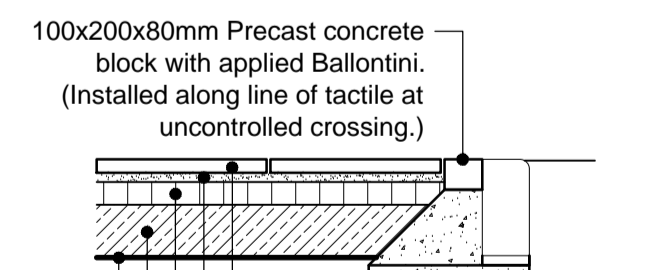 100x200x80mm Precast concrete
block with applied Ballontini.
(Installed along line of tactile at
uncontrolled crossing.)